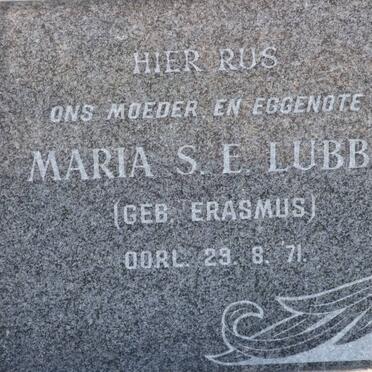 HIER RUS
ONS MOEDER EN EGGENOTE
MARIA S. E. LUBB
(GEB. ERASMUS)
OORL. 29. 8. '71.